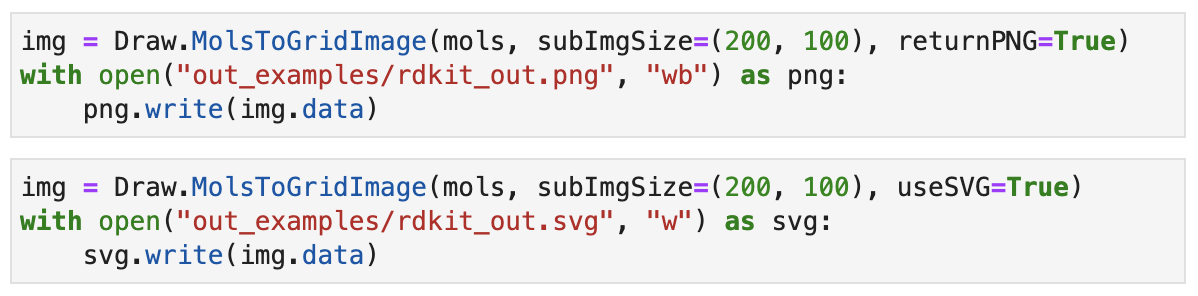 img = Draw.MolsToGridImage(mols, subImgSize=(200, 100), returnPNG=True)
with open("out_examples/rdkit_out.png", "wb") as png:
    png.write(img.data)
img = Draw.MolsToGridImage(mols, subImgSize=(200, 100), useSVG=True)
with open("out_examples/rdkit_out.svg", "w") as svg:
    svg.write(img.data)